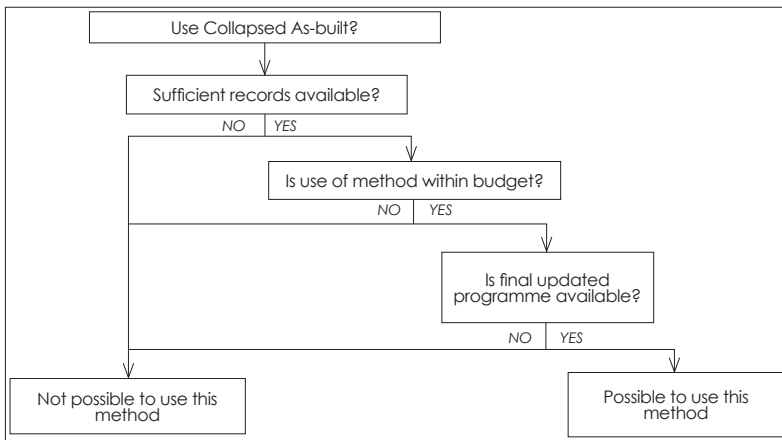 Use Collapsed As-built?
Sufficient records available?
NO YES
Is use of method within budget?
NO YES
Is final updated
programme available?
NO YES
Not possible to use this
method
Possible to use this
method